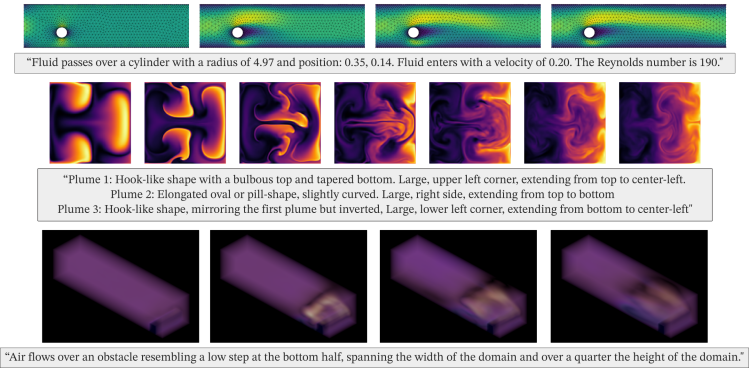 “Fluid passes over a cylinder with a radius of 4.97 and position: 0.35, 0.14. Fluid enters with a velocity of 0.20. The Reynolds number is 190.”
“Plume 1: Hook-like shape with a bulbous top and tapered bottom. Large, upper left corner, extending from top to center-left.
Plume 2: Elongated oval or pill-shape, slightly curved. Large, right side, extending from top to bottom
Plume 3: Hook-like shape, mirroring the first plume but inverted, Large, lower left corner, extending from bottom to center-left”
“Air flows over an obstacle resembling a low step at the bottom half, spanning the width of the domain and over a quarter the height of the domain.”